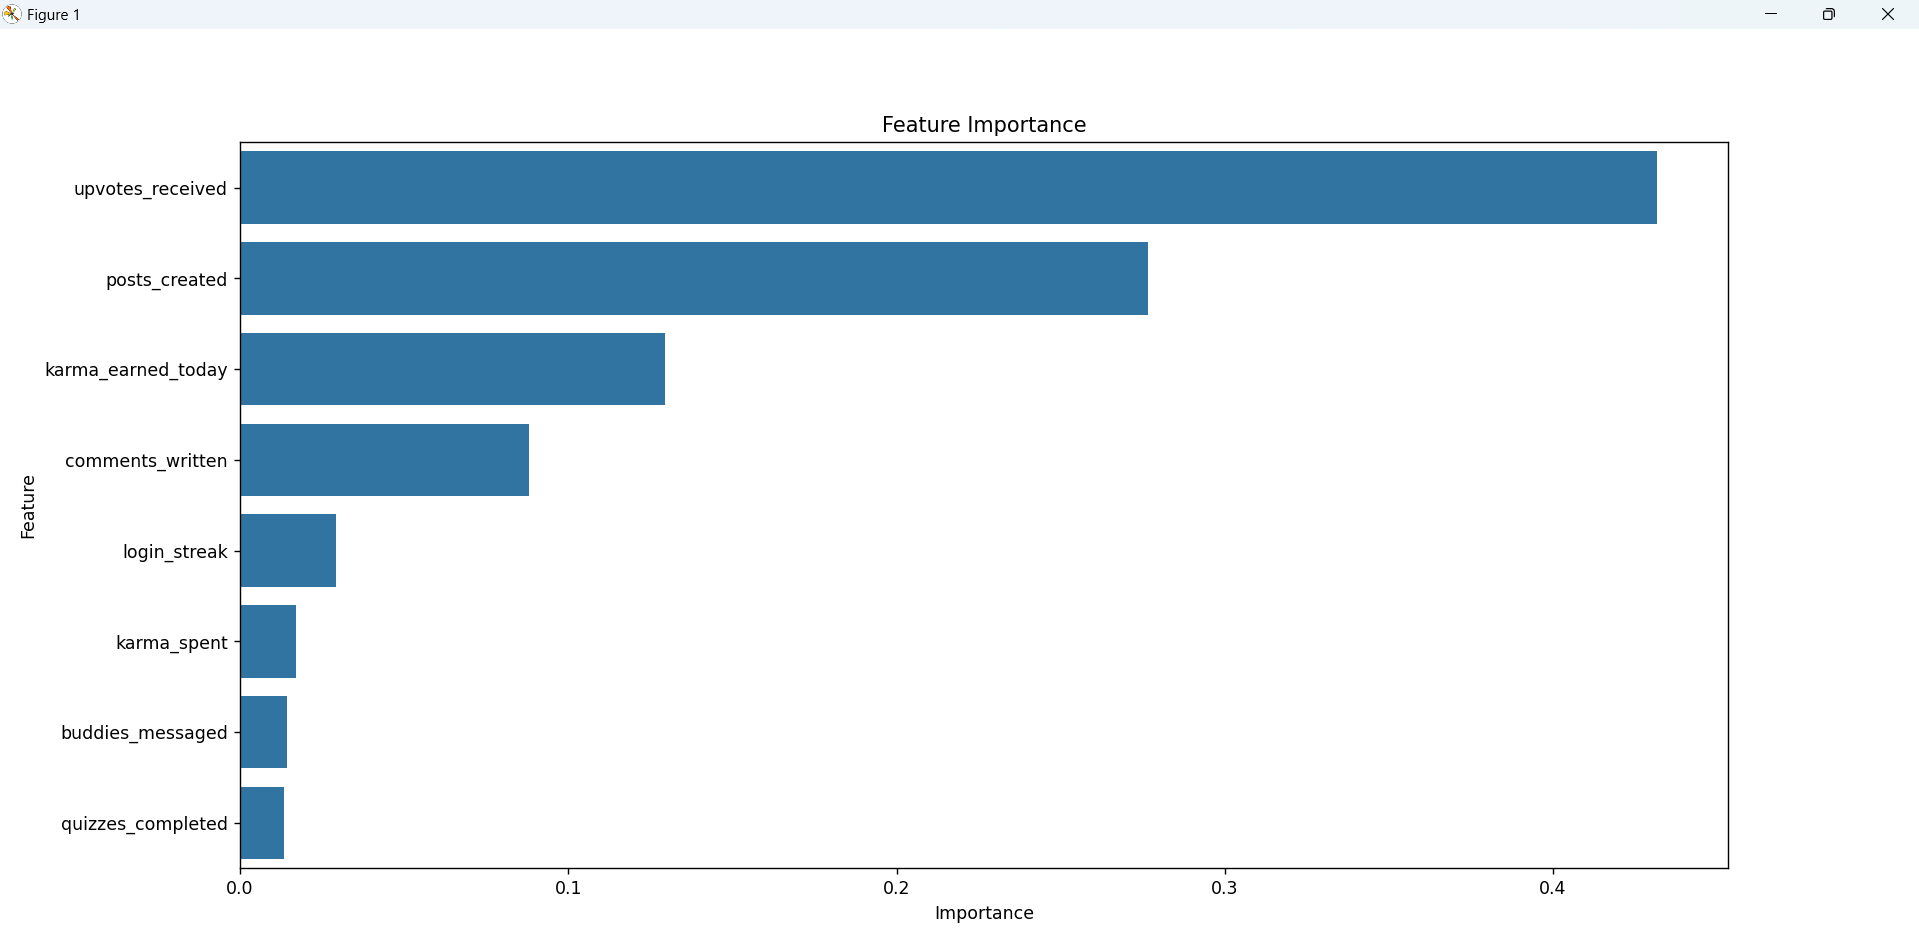 Figure 1
Feature Importance
upvotes_received
posts_created
karma_earned_today
comments_written
login_streak
karma_spent
buddies_messaged
quizzes_completed
Feature
0.0 0.1 0.2 0.3 0.4
Importance